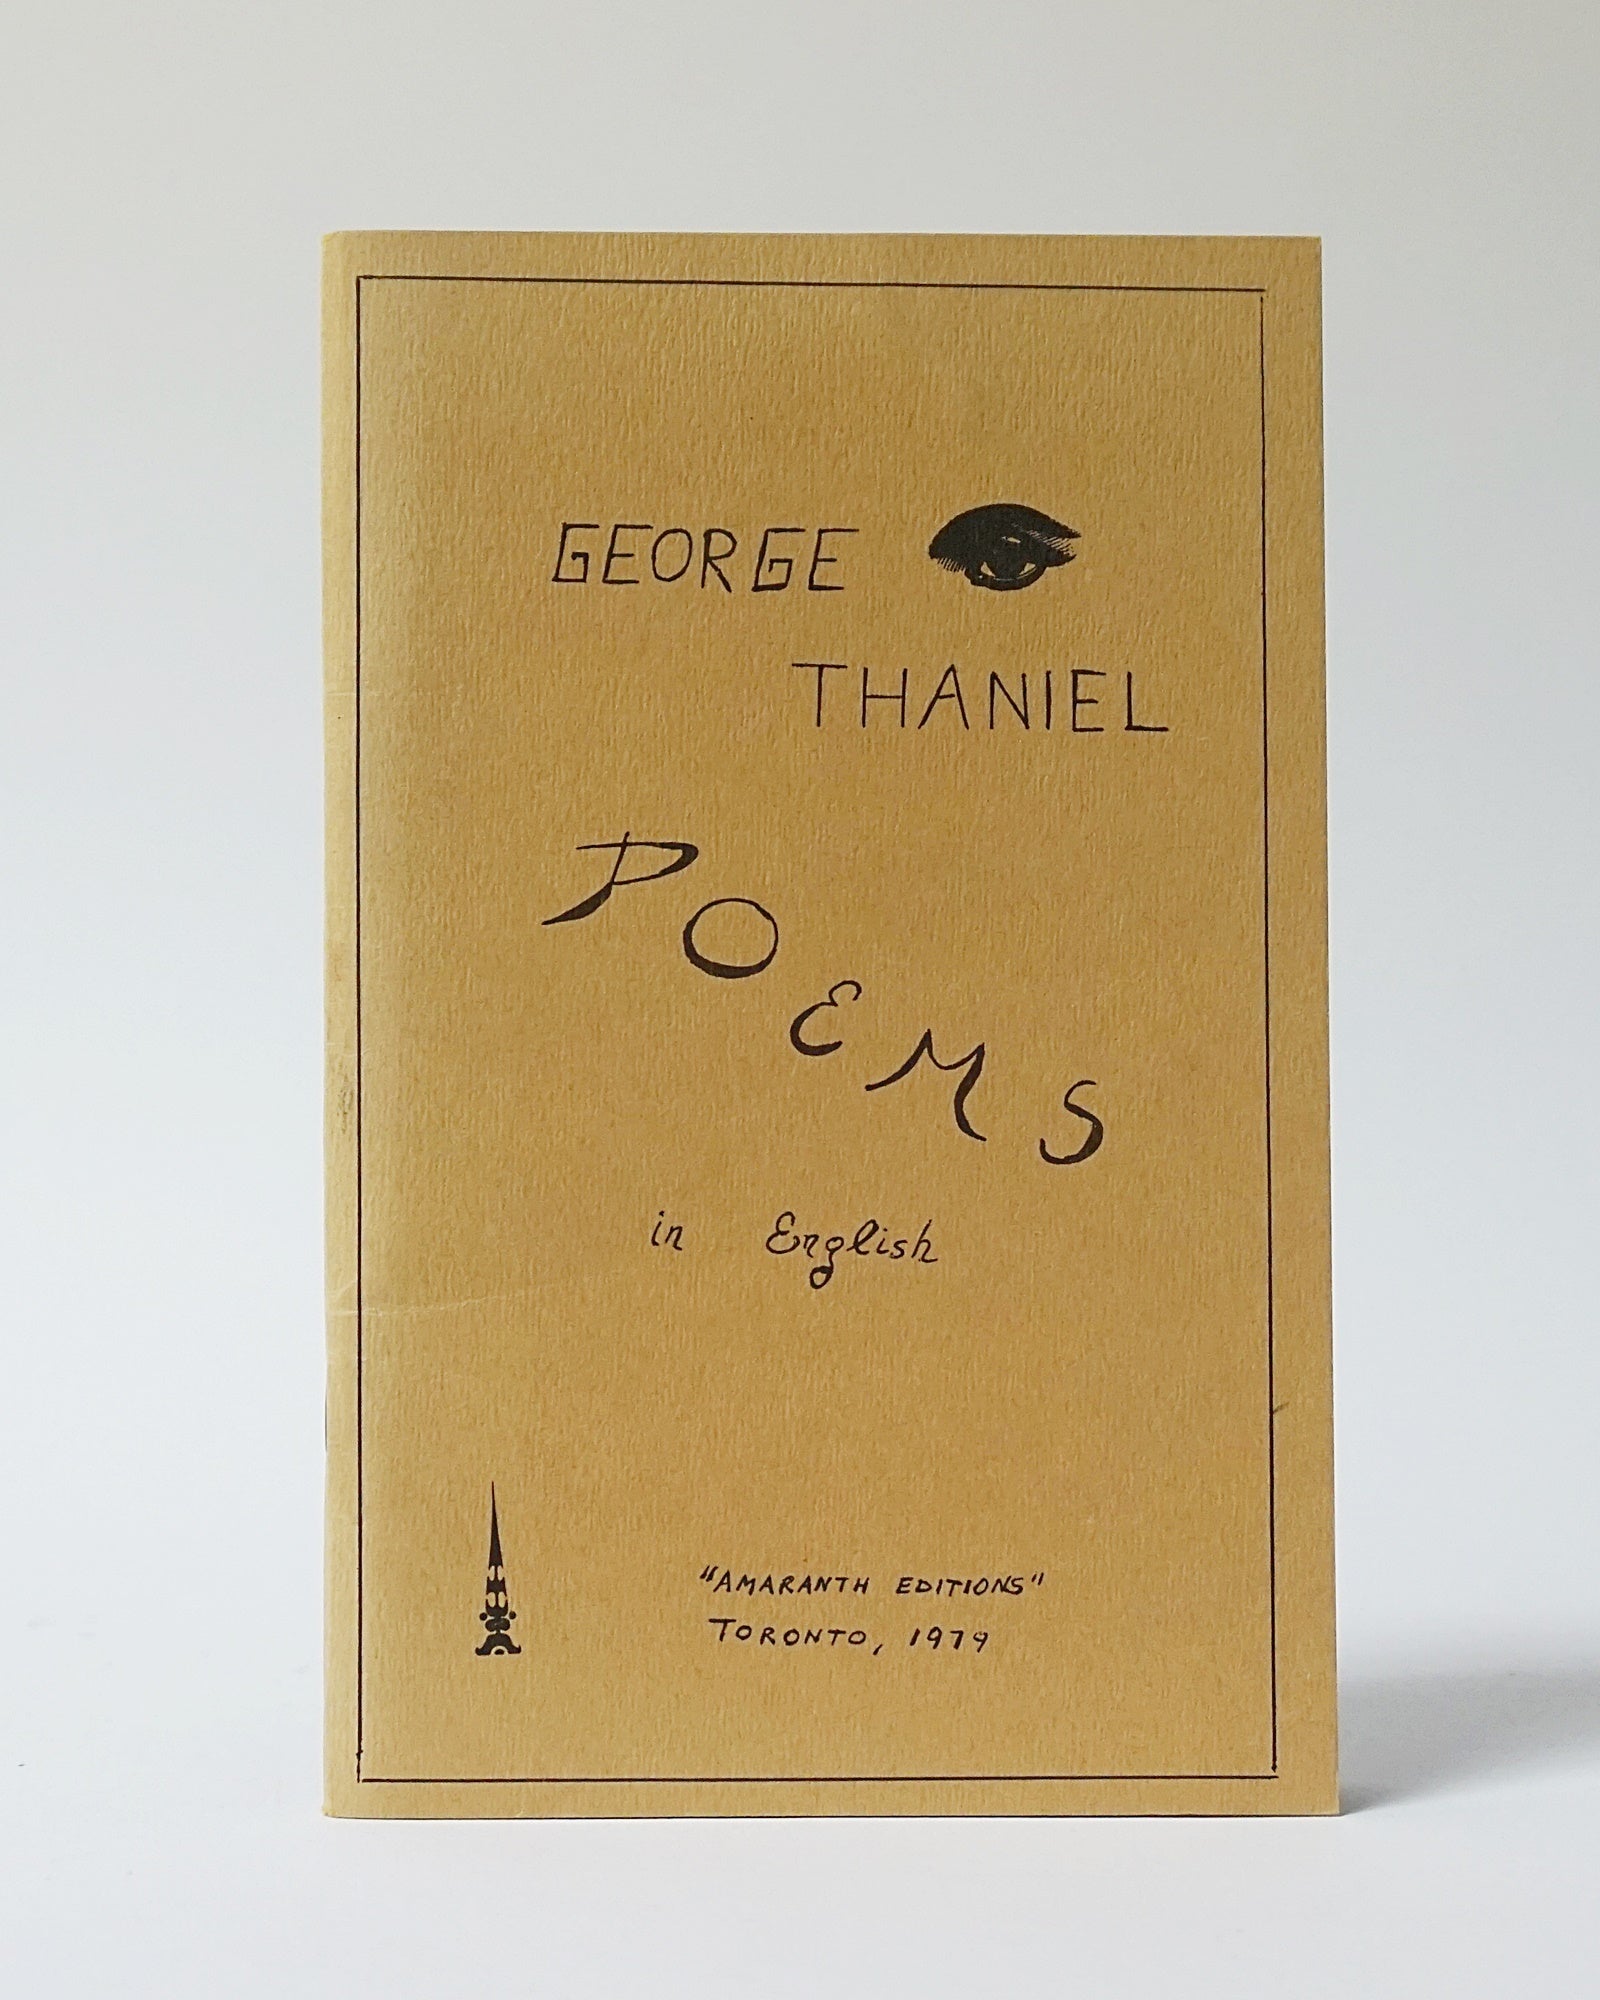 GEORGE
THANIEL
POEMS
in English
"AMARANTH EDITIONS"
TORONTO, 1979